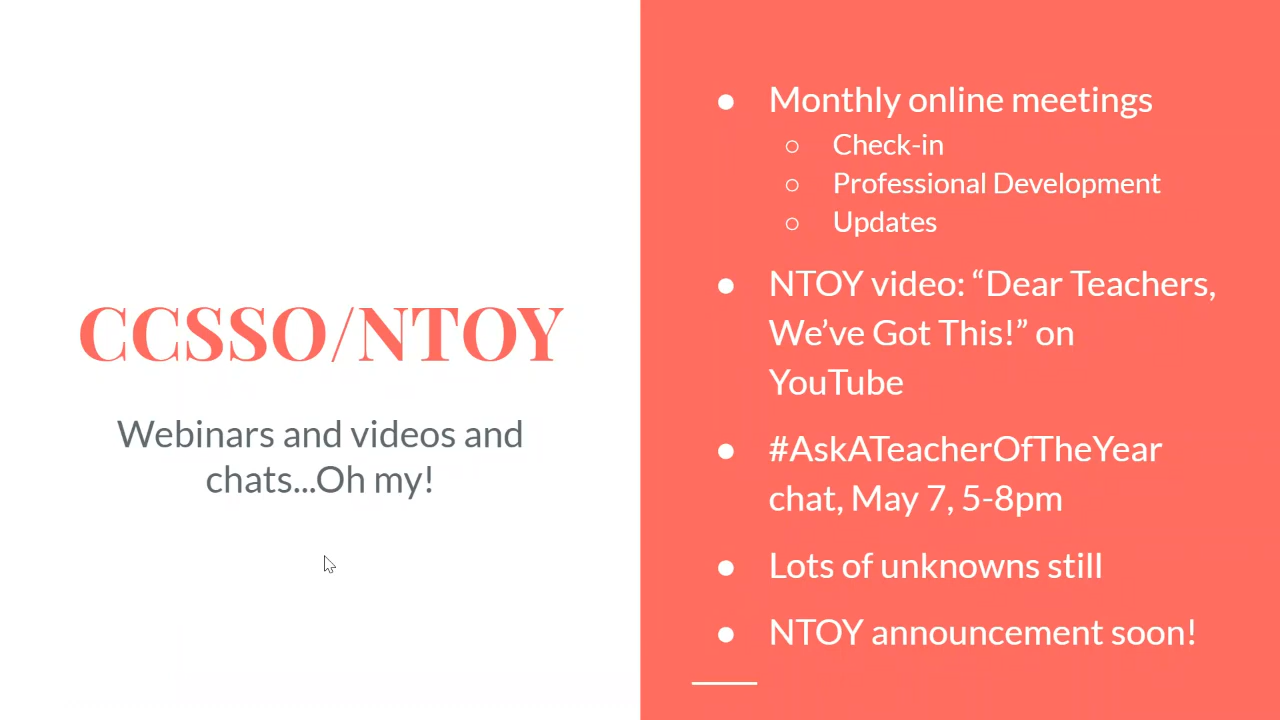 CCSSO/NTOY
Webinars and videos and
chats...Oh my!
● Monthly online meetings
○ Check-in
○ Professional Development
○ Updates
● NTOY video: “Dear Teachers,
We’ve Got This!” on
YouTube
● #AskATeacherOfTheYear
chat, May 7, 5-8pm
● Lots of unknowns still
● NTOY announcement soon!